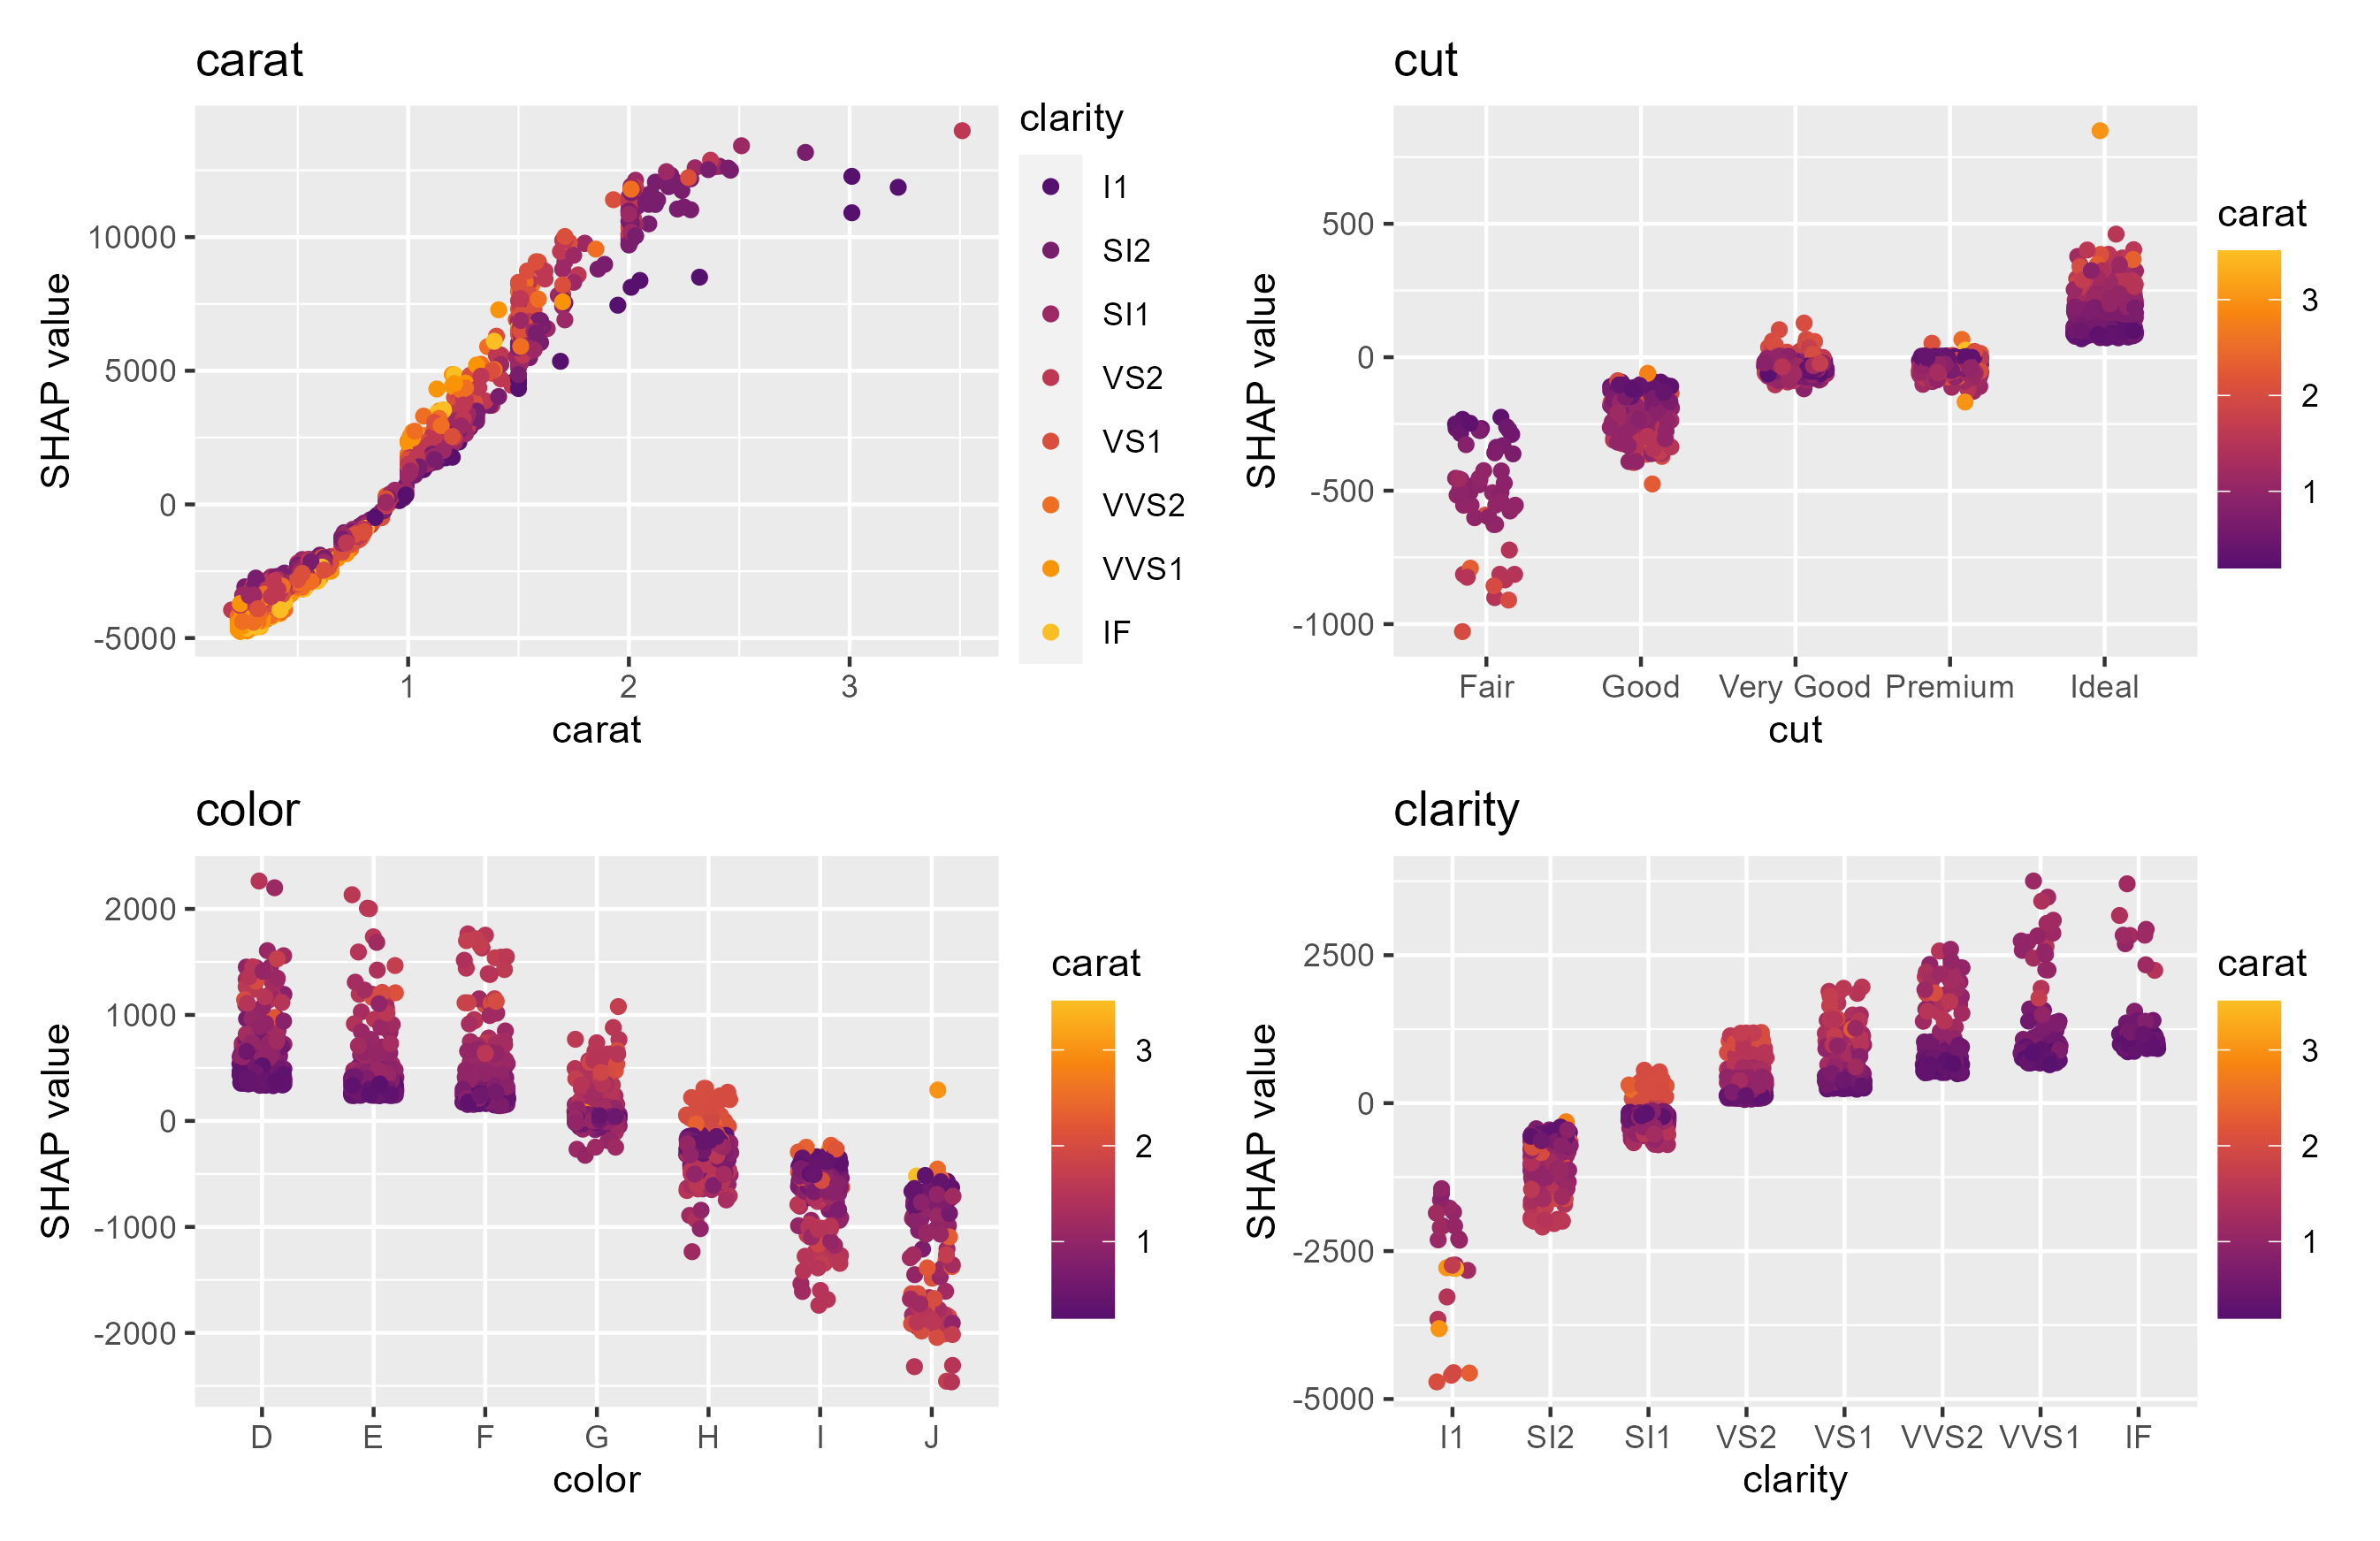 carat
SHAP value
10000
5000
0
-5000
1
2
3
carat
clarity
I1
SI2
SI1
VS2
VS1
VVS2
VVS1
IF
cut
SHAP value
500
0
-500
-1000
Fair
Good
Very Good
Premium
Ideal
cut
carat
3
2
1
color
SHAP value
2000
1000
0
-1000
-2000
D
E
F
G
H
I
J
color
carat
3
2
1
clarity
SHAP value
2500
0
-2500
-5000
I1
SI2
SI1
VS2
VS1
VVS2
VVS1
IF
clarity
carat
3
2
1